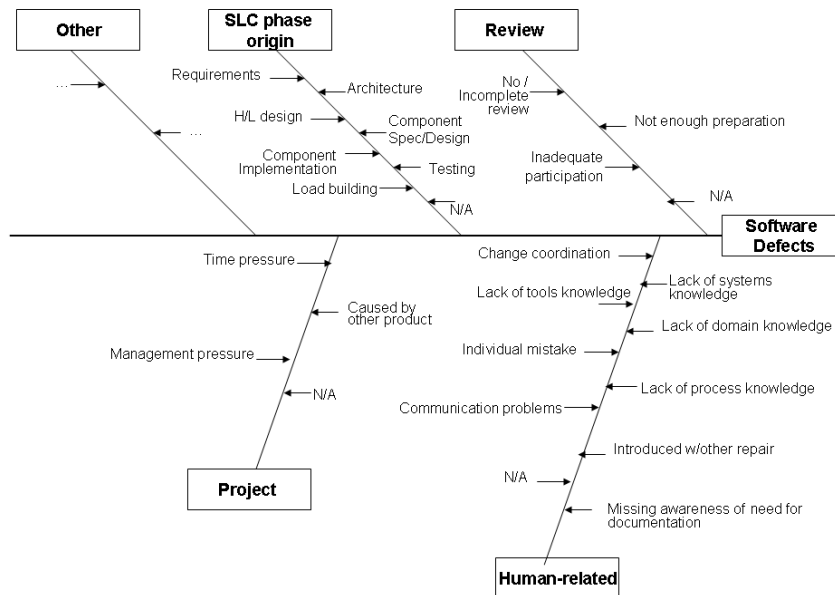 Other
SLC phase
origin
Review
Requirements
Architecture
H/L design
Component
Spec/Design
Component
Implementation
Testing
Load building
N/A
...
...
No /
Incomplete
review
Not enough preparation
Inadequate
participation
N/A
Software
Defects
Time pressure
Caused by
other product
Management pressure
N/A
Project
Change coordination
Lack of systems
knowledge
Lack of tools knowledge
Lack of domain knowledge
Individual mistake
Lack of process knowledge
Communication problems
Introduced w/other repair
N/A
Missing awareness of need for
documentation
Human-related